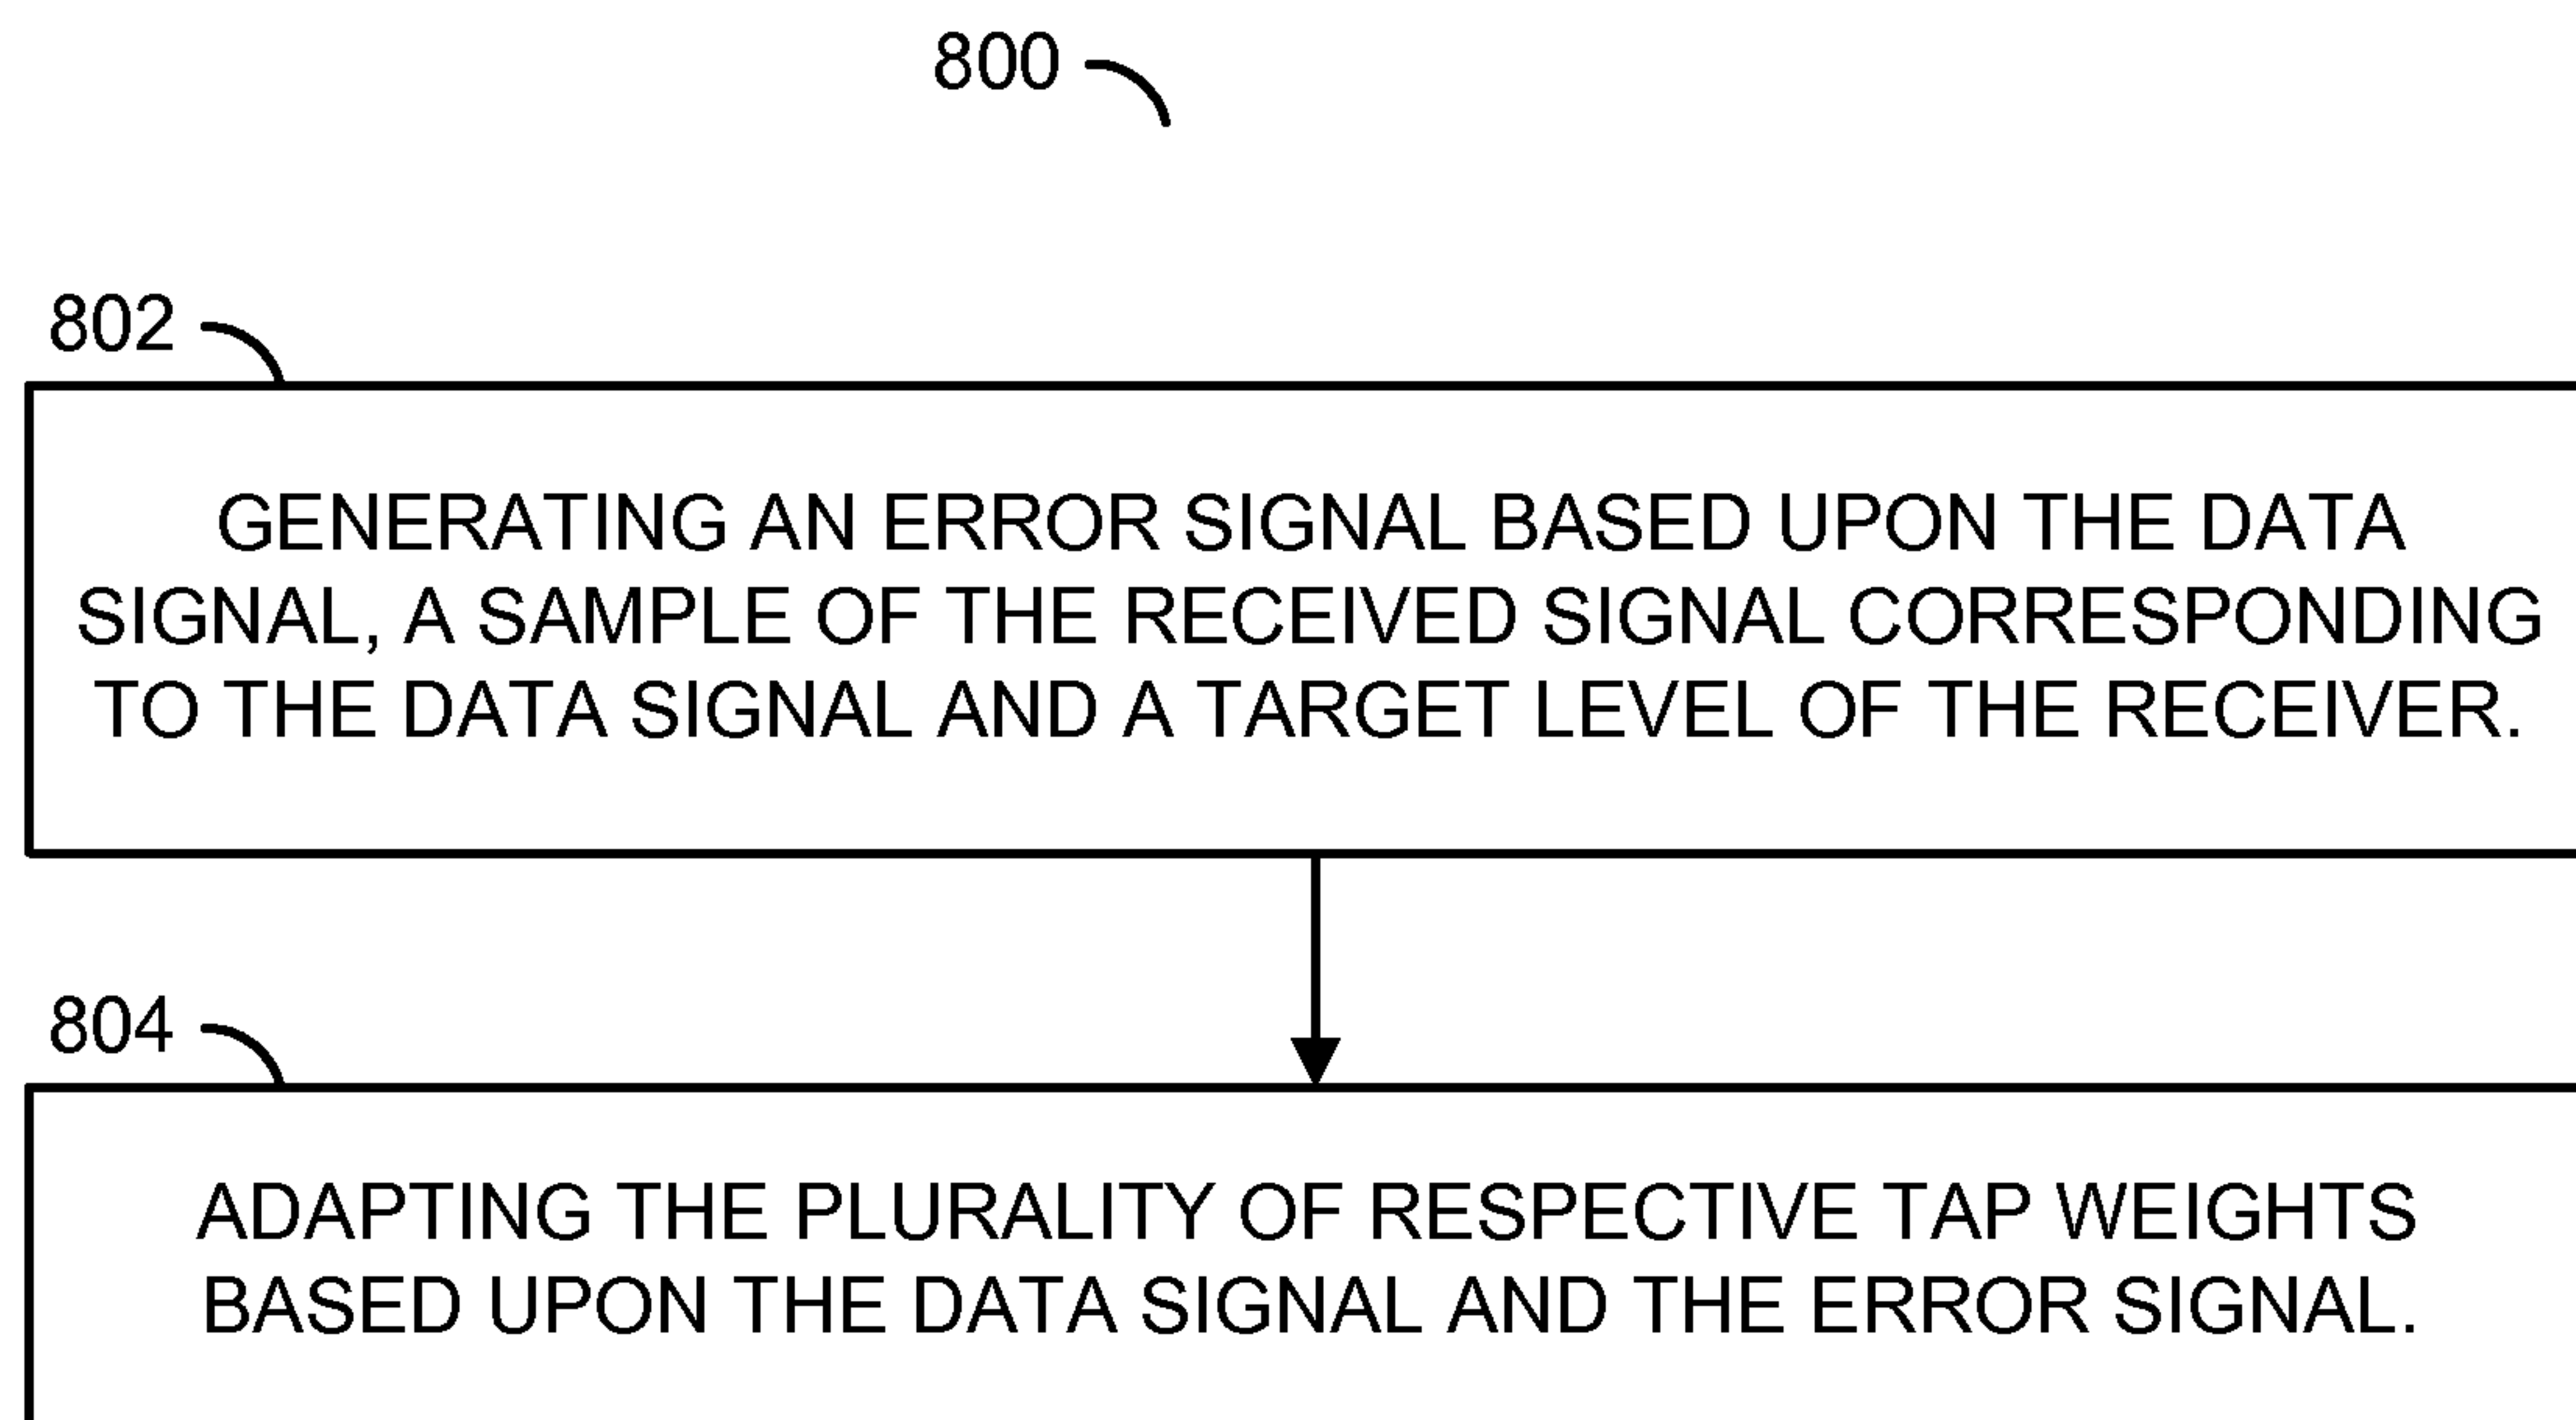 800
802
GENERATING AN ERROR SIGNAL BASED UPON THE DATA
SIGNAL, A SAMPLE OF THE RECEIVED SIGNAL CORRESPONDING
TO THE DATA SIGNAL AND A TARGET LEVEL OF THE RECEIVER.
804
ADAPTING THE PLURALITY OF RESPECTIVE TAP WEIGHTS
BASED UPON THE DATA SIGNAL AND THE ERROR SIGNAL.